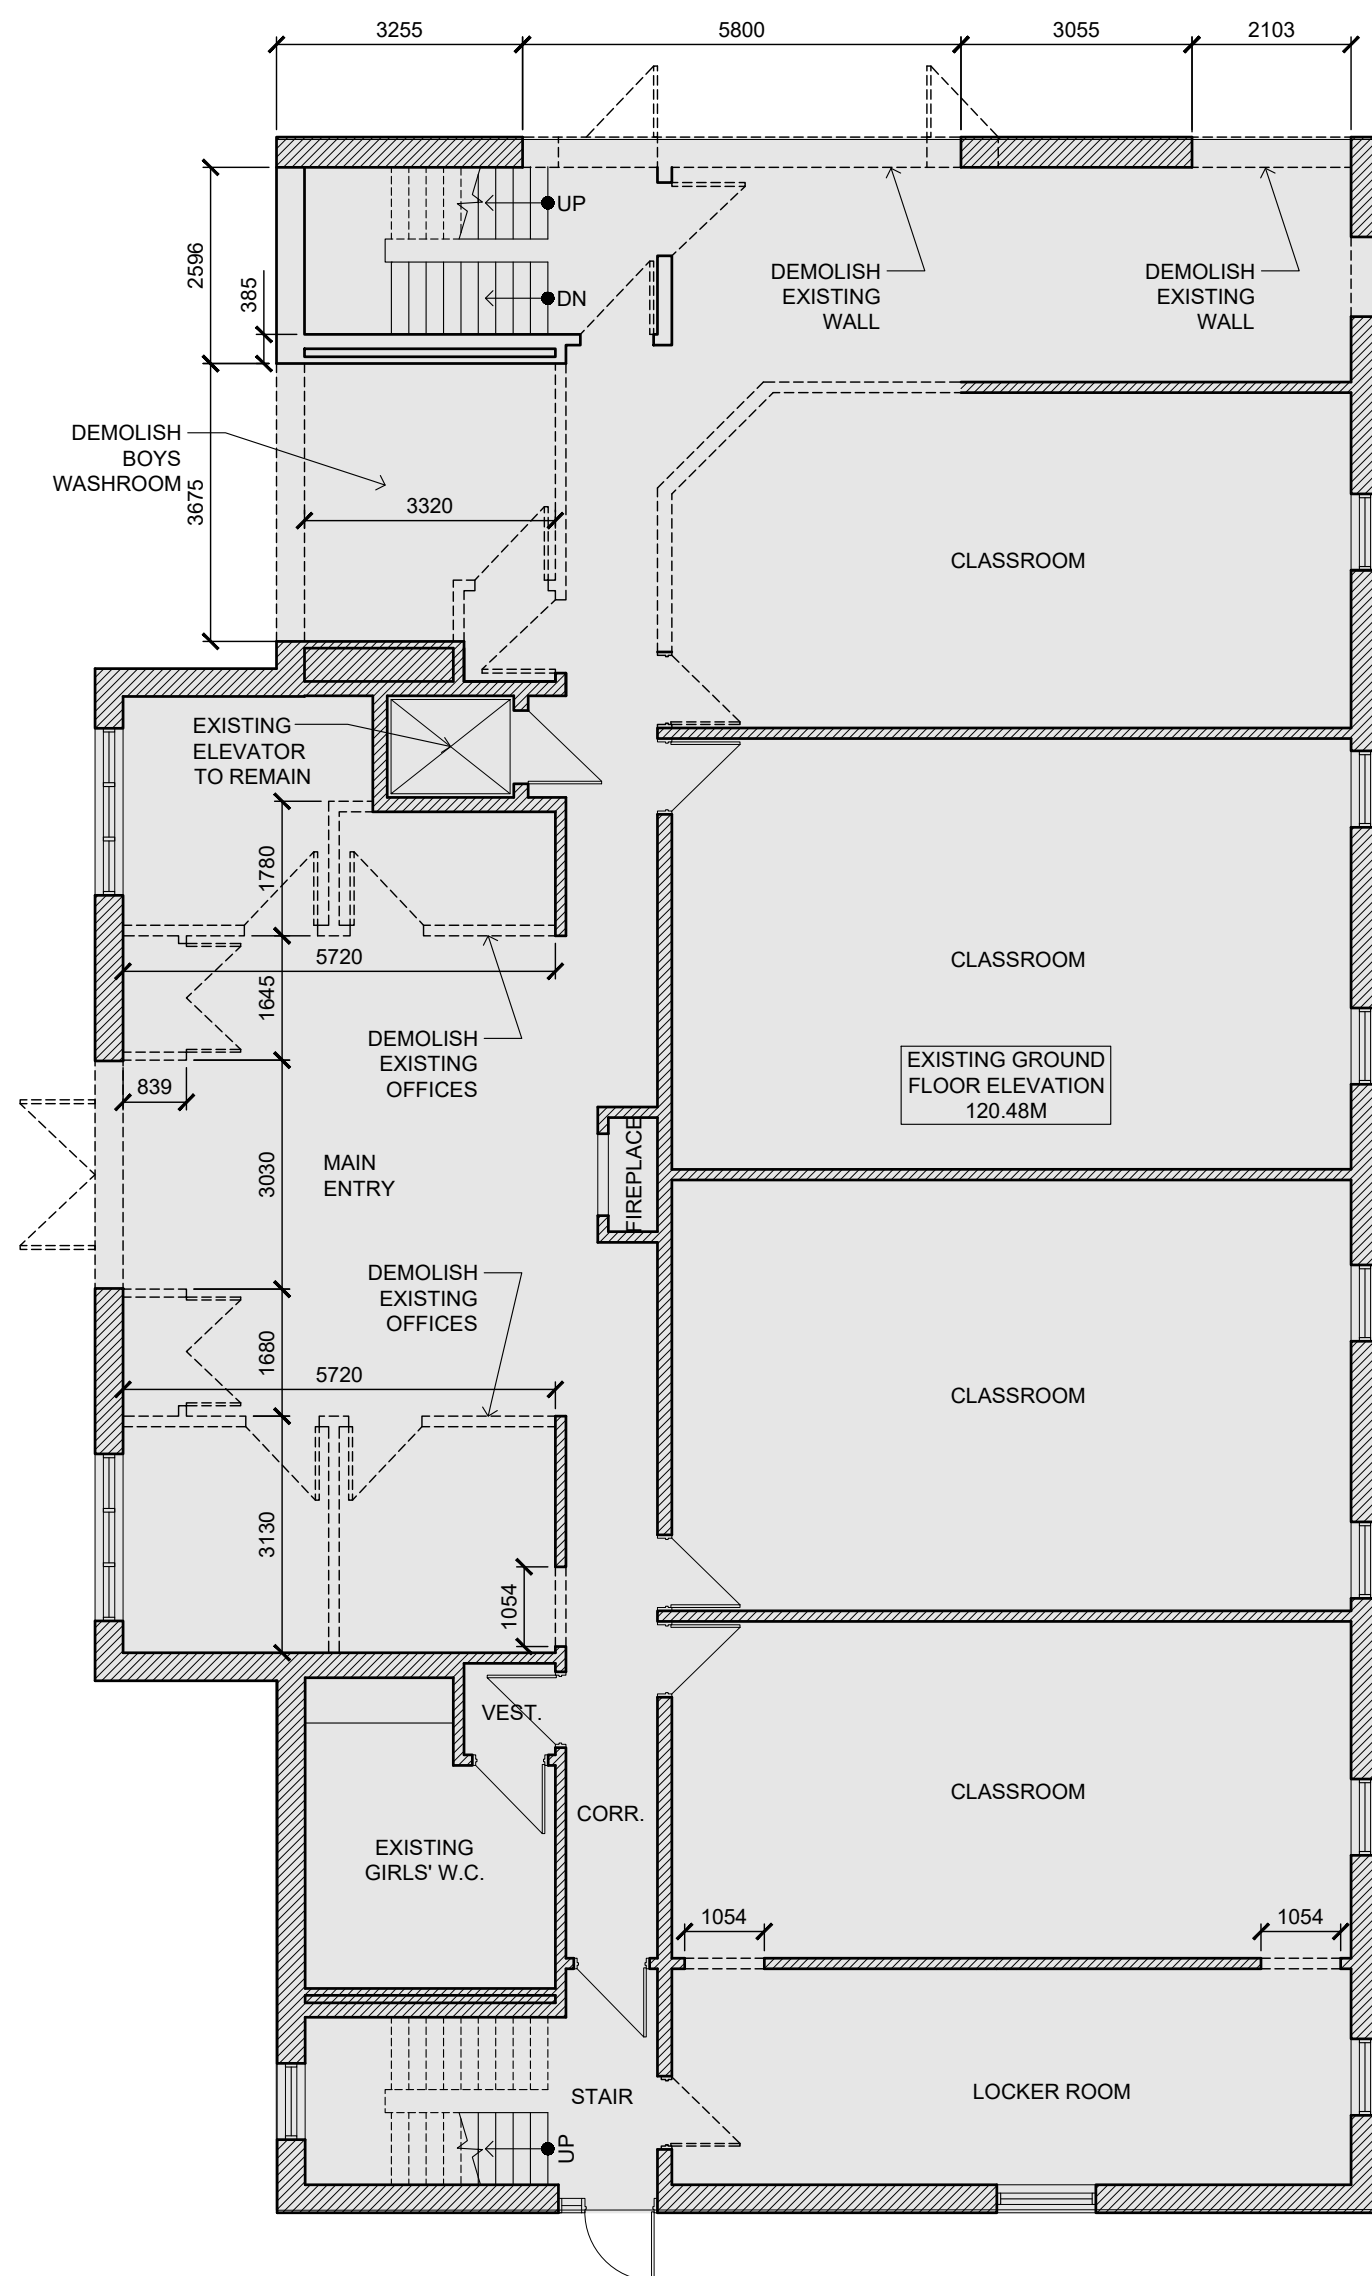 3255
5800
3055
2103
UP
2596
385
DN
DEMOLISH
EXISTING
WALL
DEMOLISH
EXISTING
WALL
DEMOLISH
BOYS
WASHROOM
3675
3320
CLASSROOM
EXISTING
ELEVATOR
TO REMAIN
1780
5720
1645
CLASSROOM
DEMOLISH
EXISTING
OFFICES
839
EXISTING GROUND
FLOOR ELEVATION
120.48M
MAIN
ENTRY
3030
FIREPLACE
DEMOLISH
EXISTING
OFFICES
1680
5720
CLASSROOM
3130
1054
VEST.
CORR.
CLASSROOM
EXISTING
GIRLS' W.C.
1054
1054
STAIR
LOCKER ROOM
UP